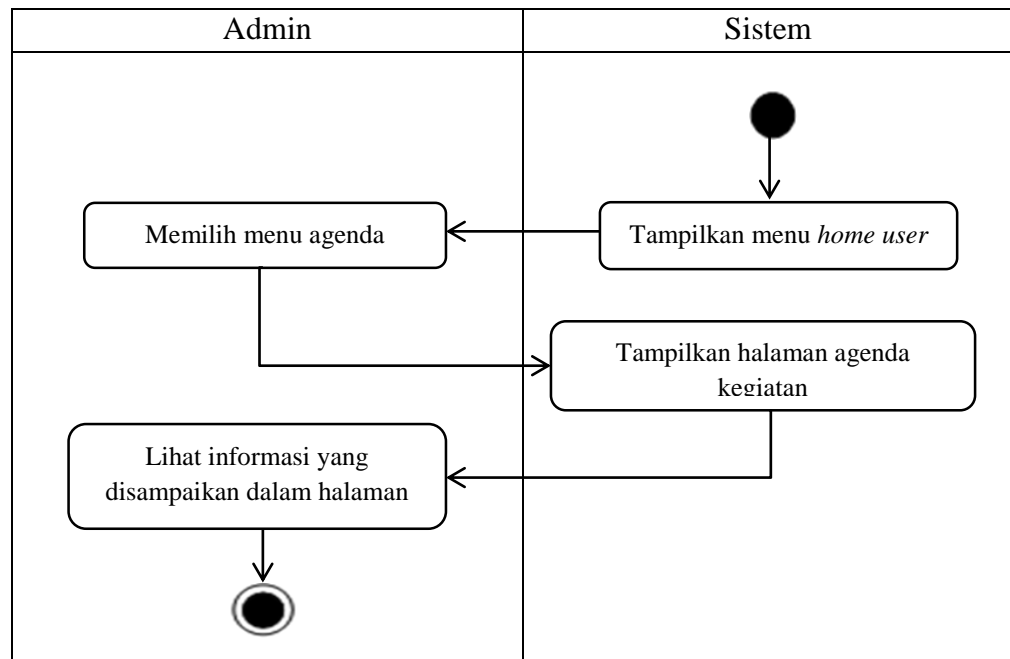 Admin
Sistem
Memilih menu agenda
Tampilkan menu home user
Tampilkan halaman agenda
kegiatan
Lihat informasi yang
disampaikan dalam halaman